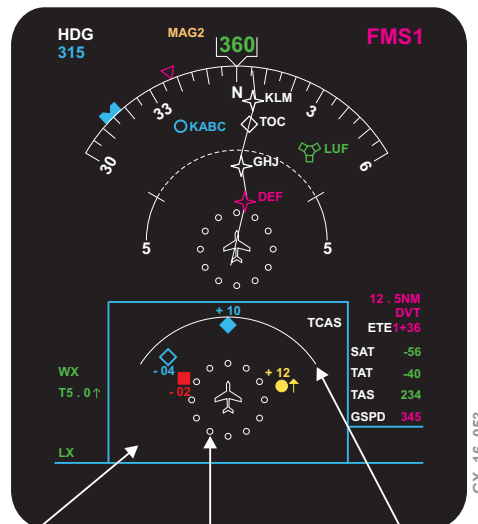 HDG
315
MAG2
360
FMS1
N
33
30
3
6
KLM
KABC
TOC
LUF
GHJ
DEF
5
5
+ 10
TCAS
12 . 5NM
DVT
ETE1+36
- 04
- 02
+ 12
WX
T5 . 0↑
LX
SAT -56
TAT -40
TAS 234
GSPD 345